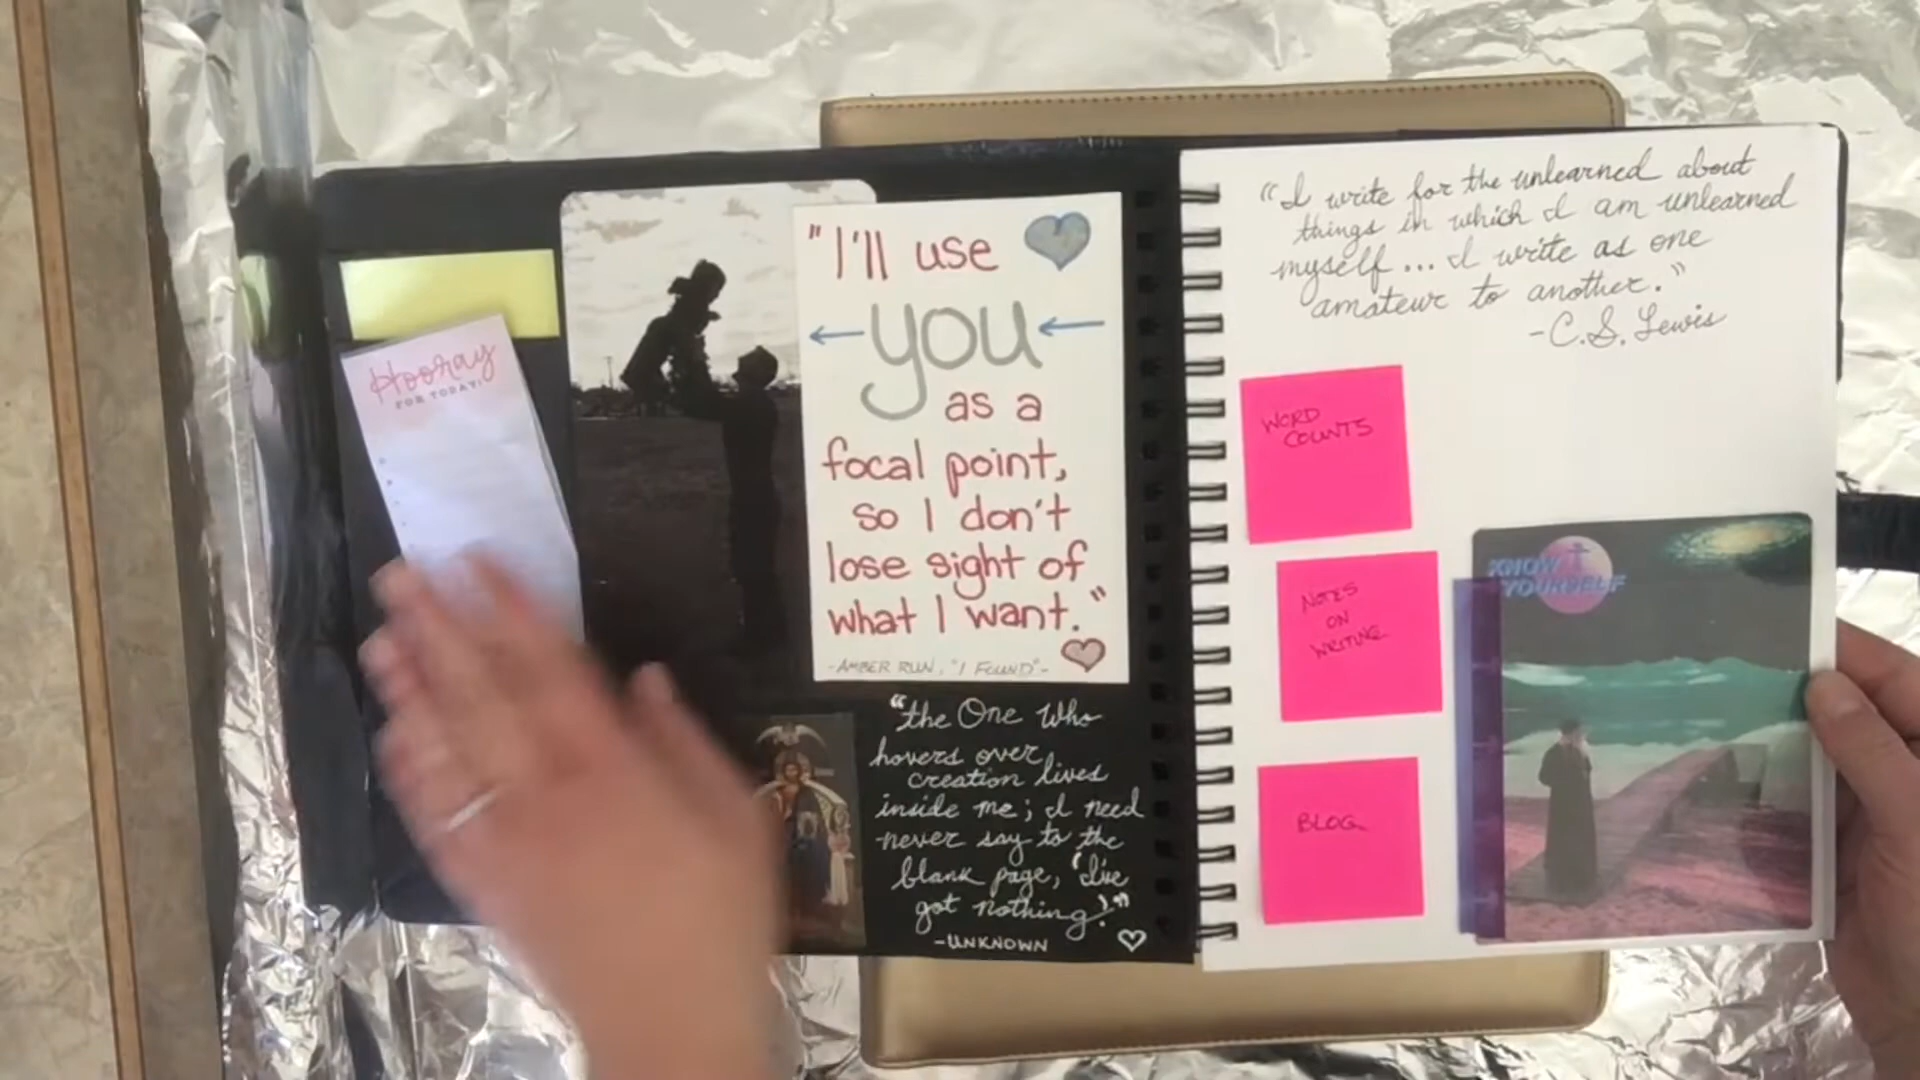 Hooray
FOR TODAY!
"I'll use
you
as a
focal point,
so I don't
lose sight of
what I want."
-AMBER RUN, "I FOUND"-
"the One Who
hovers over
creation lives
inside me; I need
never say to the
blank page, 'I've
got nothing'."
-UNKNOWN
"I write for the unlearned about
things in which I am unlearned
myself... I write as one
amateur to another."
-C.S. Lewis
WORD
COUNTS
NOTES
ON
WRITING
BLOG
KNOW
YOURSELF